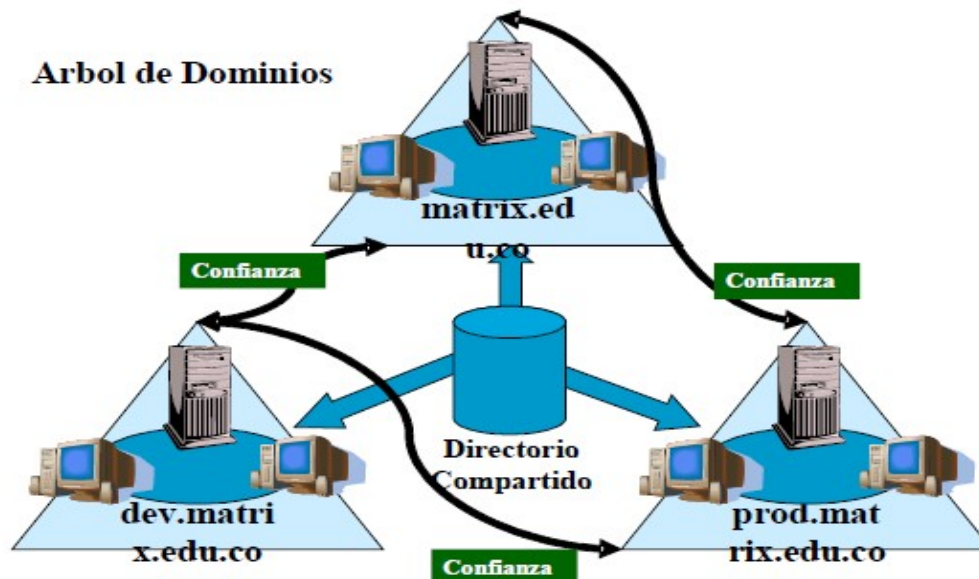 Arbol de Dominios
matrix.ed
u.co
Confianza
Confianza
Directorio
Compartido
dev.matri
x.edu.co
prod.mat
rix.edu.co
Confianza